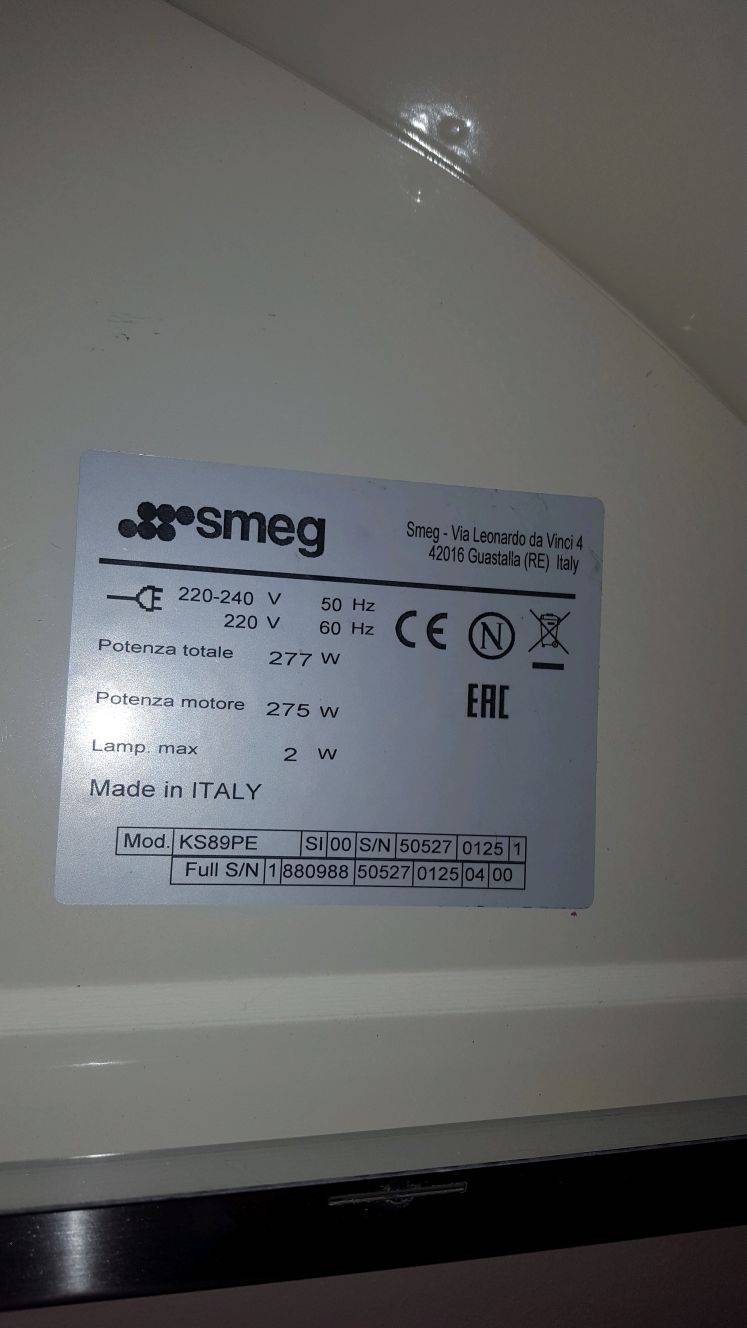 smeg
Smeg - Via Leonardo da Vinci 4
42016 Guastalla (RE) Italy
220-240 V 50 Hz
220 V 60 Hz
CE N
Potenza totale 277 W
EAC
Potenza motore 275 W
Lamp. max 2 W
Made in ITALY
Mod. KS89PE SI 00 S/N 50527 0125 1
Full S/N 1 880988 50527 0125 04 00